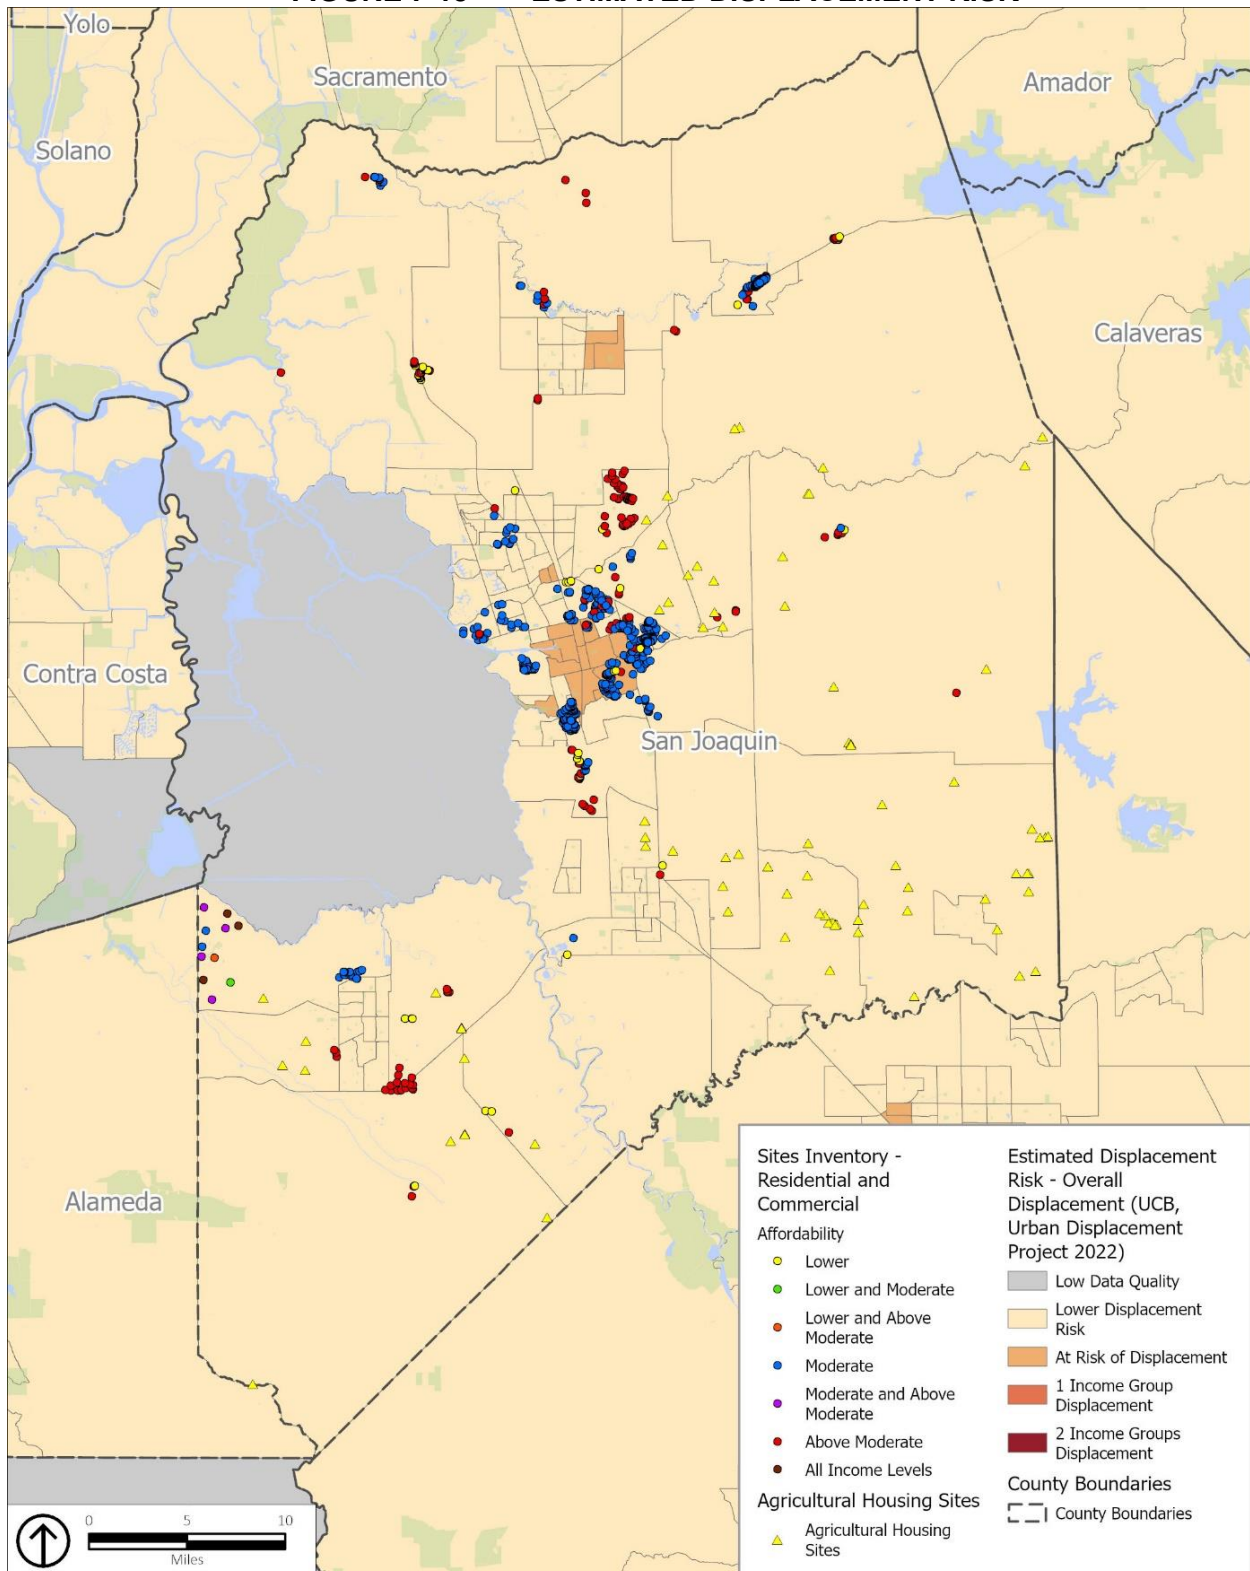 Yolo
Sacramento
Amador
Solano
Calaveras
Contra Costa
San Joaquin
Alameda
Sites Inventory -
Residential and
Commercial
Affordability
Lower
Lower and Moderate
Lower and Above
Moderate
Moderate
Moderate and Above
Moderate
Above Moderate
All Income Levels
Agricultural Housing Sites
Agricultural Housing
Sites
Estimated Displacement
Risk - Overall
Displacement (UCB,
Urban Displacement
Project 2022)
Low Data Quality
Lower Displacement
Risk
At Risk of Displacement
1 Income Group
Displacement
2 Income Groups
Displacement
County Boundaries
County Boundaries
0 5 10
Miles